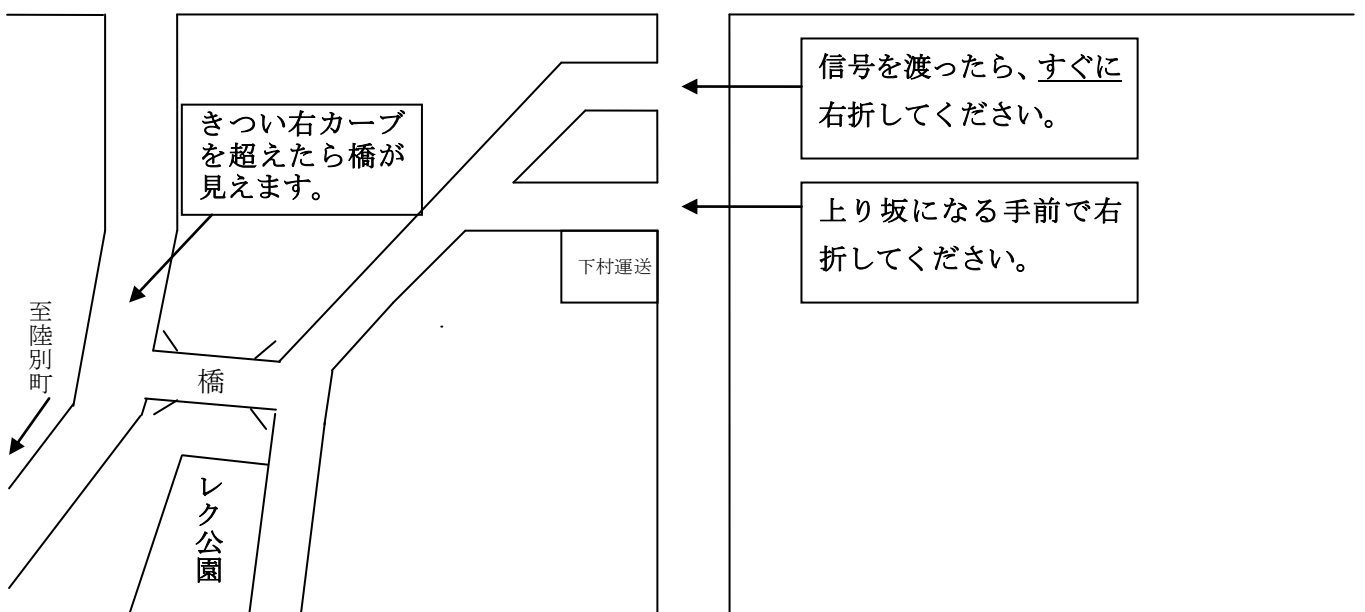 信号を渡ったら、すぐに
右折してください。
きつい右カーブ
を超えたら橋が
見えます。
上り坂になる手前で右
折してください。
下村運送
至陸別町
橋
レク公園